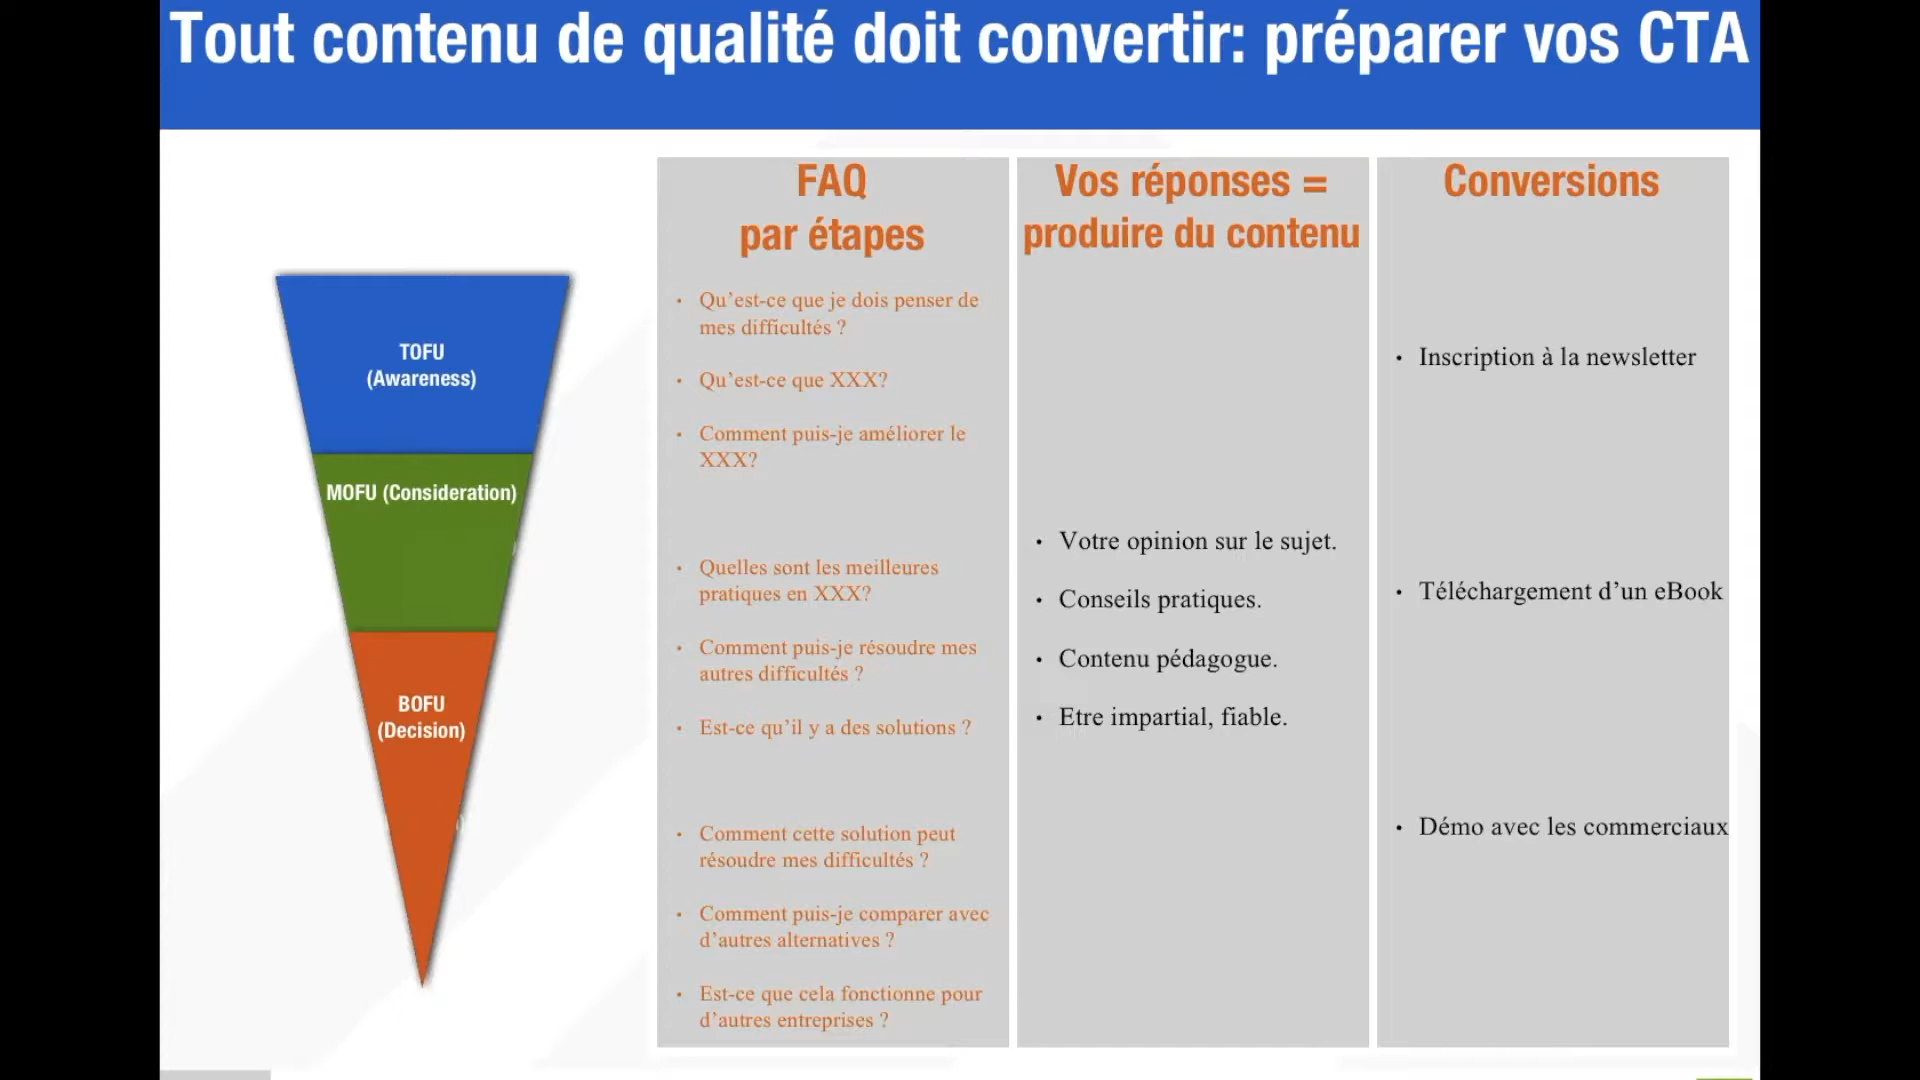 Tout contenu de qualité doit convertir: préparer vos CTA
TOFU
(Awareness)
MOFU (Consideration)
BOFU
(Decision)
FAQ
par étapes
• Qu’est-ce que je dois penser de
mes difficultés ?
• Qu’est-ce que XXX?
• Comment puis-je améliorer le
XXX?
• Quelles sont les meilleures
pratiques en XXX?
• Comment puis-je résoudre mes
autres difficultés ?
• Est-ce qu’il y a des solutions ?
• Comment cette solution peut
résoudre mes difficultés ?
• Comment puis-je comparer avec
d’autres alternatives ?
• Est-ce que cela fonctionne pour
d’autres entreprises ?
Vos réponses =
produire du contenu
• Votre opinion sur le sujet.
• Conseils pratiques.
• Contenu pédagogue.
• Etre impartial, fiable.
Conversions
• Inscription à la newsletter
• Téléchargement d’un eBook
• Démo avec les commerciaux